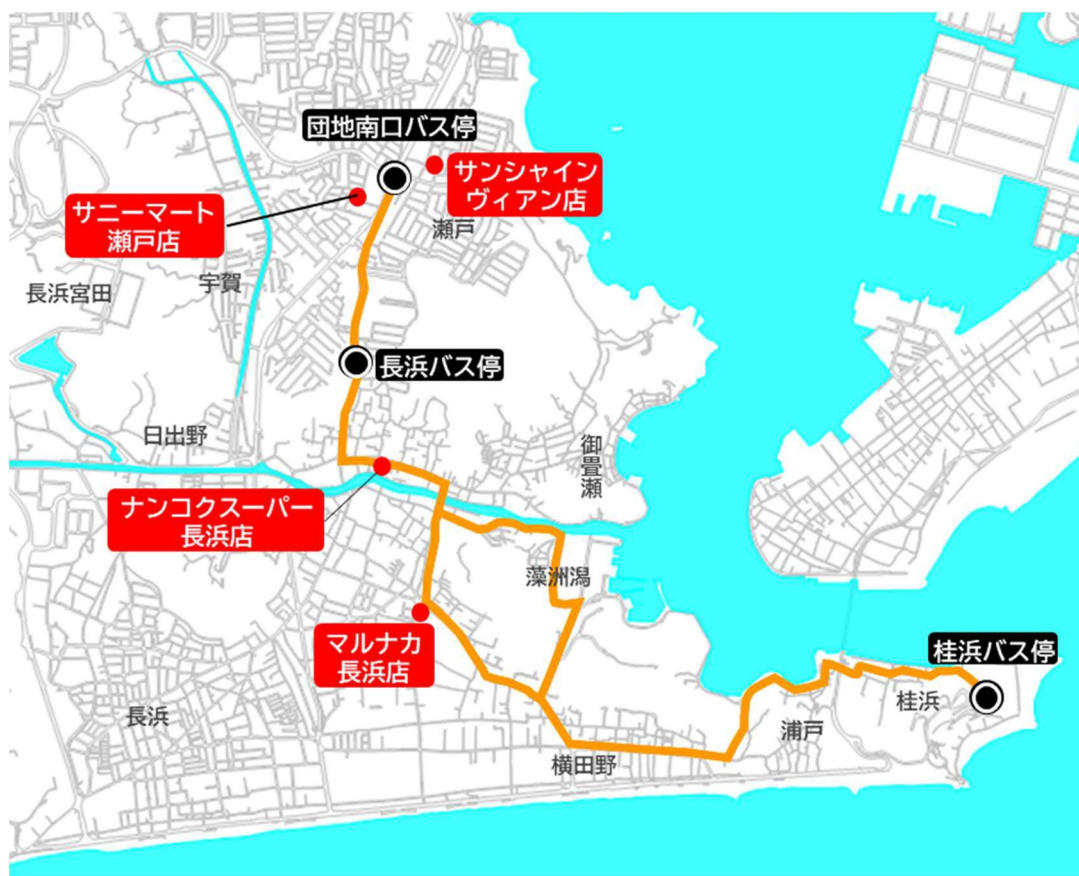 団地南口バス停
サンシャイン
ヴィアン店
サニーマート
瀬戸店
瀬戸
宇賀
長浜宮田
長浜バス停
日出野
御畳瀬
ナンコクスーパー
長浜店
藻洲潟
マルナカ
長浜店
桂浜バス停
桂浜
長浜
浦戸
横田野